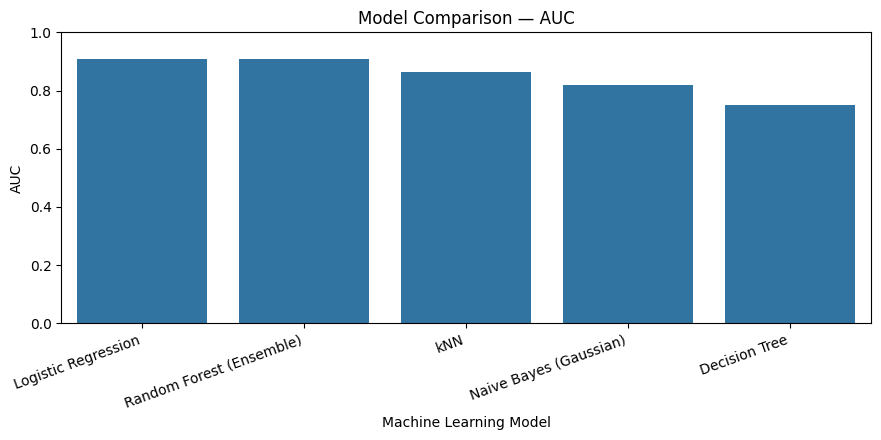 Model Comparison — AUC
1.0
0.8
0.6
0.4
0.2
0.0
AUC
Logistic Regression
Random Forest (Ensemble)
kNN
Naive Bayes (Gaussian)
Decision Tree
Machine Learning Model